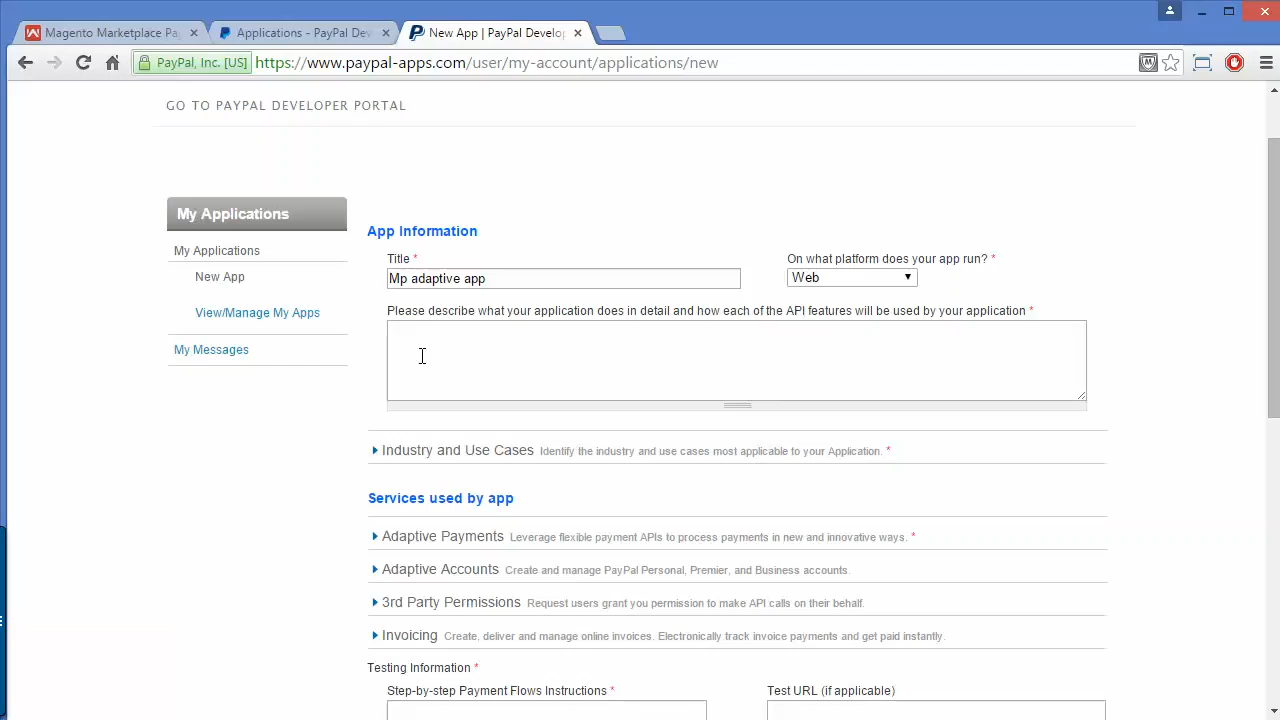 Magento Marketplace Pa
Applications - PayPal Dev
New App | PayPal Develop
PayPal, Inc. [US]
https://www.paypal-apps.com/user/my-account/applications/new
GO TO PAYPAL DEVELOPER PORTAL
My Applications
My Applications
New App
View/Manage My Apps
My Messages
App Information
Title *
On what platform does your app run? *
Mp adaptive app
Web
Please describe what your application does in detail and how each of the API features will be used by your application *
Industry and Use Cases Identify the industry and use cases most applicable to your Application. *
Services used by app
Adaptive Payments Leverage flexible payment APIs to process payments in new and innovative ways. *
Adaptive Accounts Create and manage PayPal Personal, Premier, and Business accounts.
3rd Party Permissions Request users grant you permission to make API calls on their behalf.
Invoicing Create, deliver and manage online invoices. Electronically track invoice payments and get paid instantly.
Testing Information *
Step-by-step Payment Flows Instructions *
Test URL (if applicable)